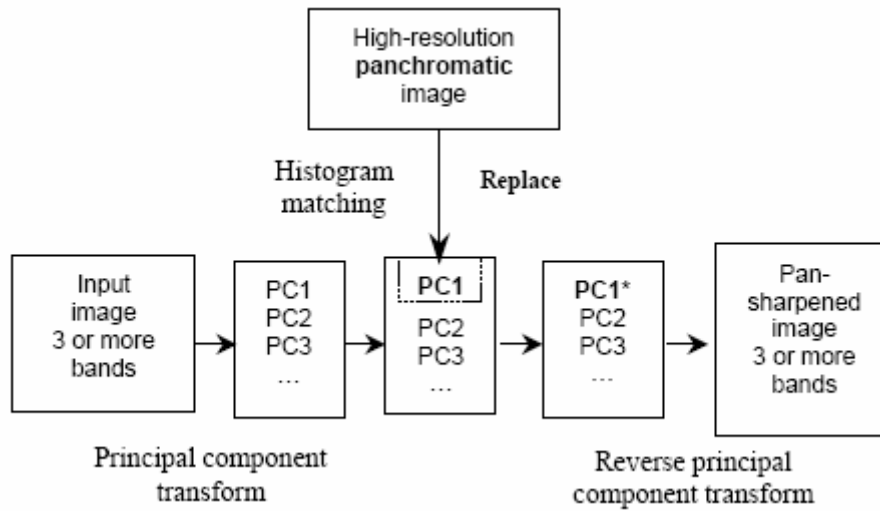 High-resolution
panchromatic
image
Histogram
matching
Replace
Input
image
3 or more
bands
PC1
PC2
PC3
...
PC1
PC2
PC3
...
PC1*
PC2
PC3
...
Pan-
sharpened
image
3 or more
bands
Principal component
transform
Reverse principal
component transform